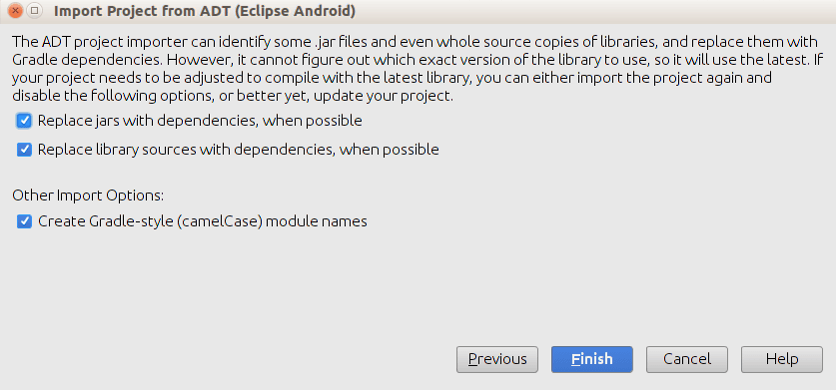 Import Project from ADT (Eclipse Android)
The ADT project importer can identify some .jar files and even whole source copies of libraries, and replace them with
Gradle dependencies. However, it cannot figure out which exact version of the library to use, so it will use the latest. If
your project needs to be adjusted to compile with the latest library, you can either import the project again and
disable the following options, or better yet, update your project.
Replace jars with dependencies, when possible
Replace library sources with dependencies, when possible
Other Import Options:
Create Gradle-style (camelCase) module names
Previous
Finish
Cancel
Help